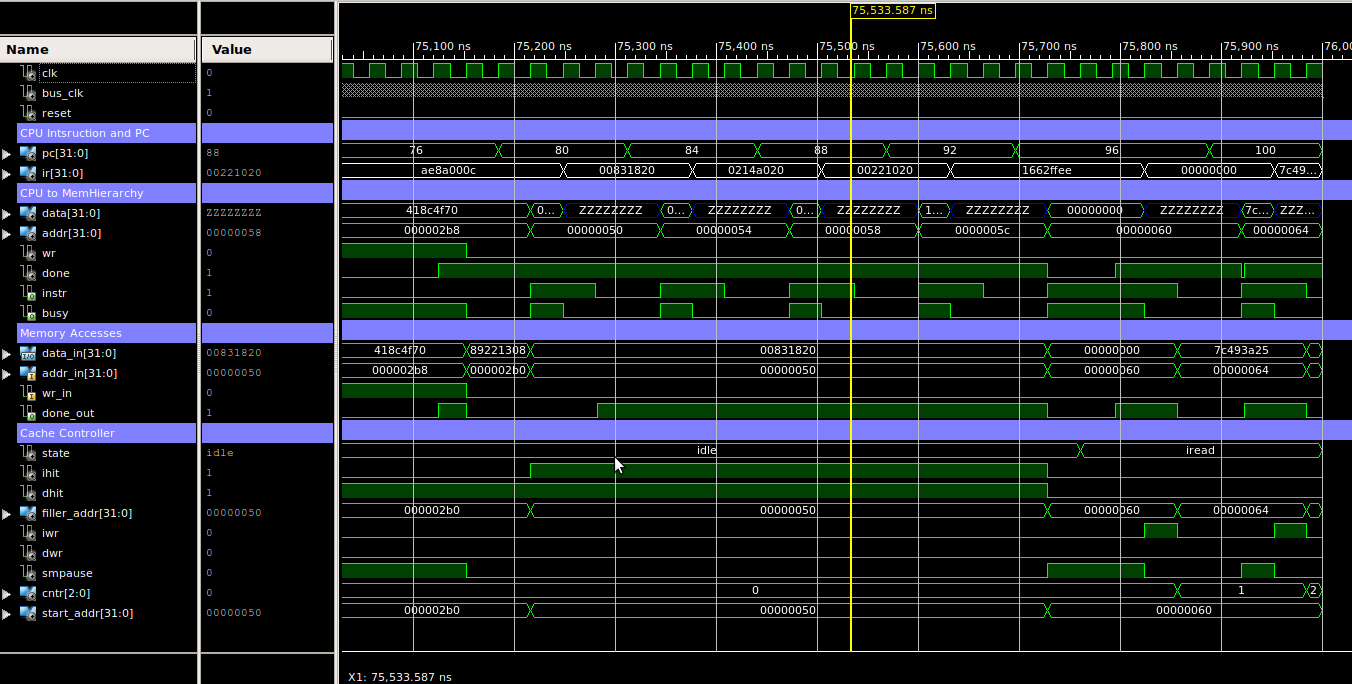 75,533.587 ns
75,100 ns 75,200 ns 75,300 ns 75,400 ns 75,500 ns 75,600 ns 75,700 ns 75,800 ns 75,900 ns 76,0
Name Value
clk 0
bus_clk 1
reset 0
CPU Intsruction and PC
pc[31:0] 88 76 80 84 88 92 96 100
ir[31:0] 00221020 ae8a000c 00831820 0214a020 00221020 1662ffee 00000000 7c49...
CPU to MemHierarchy
data[31:0] ZZZZZZZZ 418c4f70 0... ZZZZZZZZ 0... ZZZZZZZZ 0... ZZZZZZZZ 1... ZZZZZZZZ 00000000 ZZZZZZZZ 7c... ZZZ...
addr[31:0] 00000058 000002b8 00000050 00000054 00000058 0000005c 00000060 00000064
wr 0
done 1
instr 1
busy 0
Memory Accesses
data_in[31:0] 00831820 418c4f70 89221308 00831820 00000000 7c493a25
addr_in[31:0] 00000050 000002b8 000002b0 00000050 00000060 00000064
wr_in 0
done_out 1
Cache Controller
state idle idle iread
ihit 1
dhit 1
filler_addr[31:0] 00000050 000002b0 00000050 00000060 00000064
iwr 0
dwr 0
smpause 0
cntr[2:0] 0 0 1 2
start_addr[31:0] 00000050 000002b0 00000050 00000060
X1: 75,533.587 ns